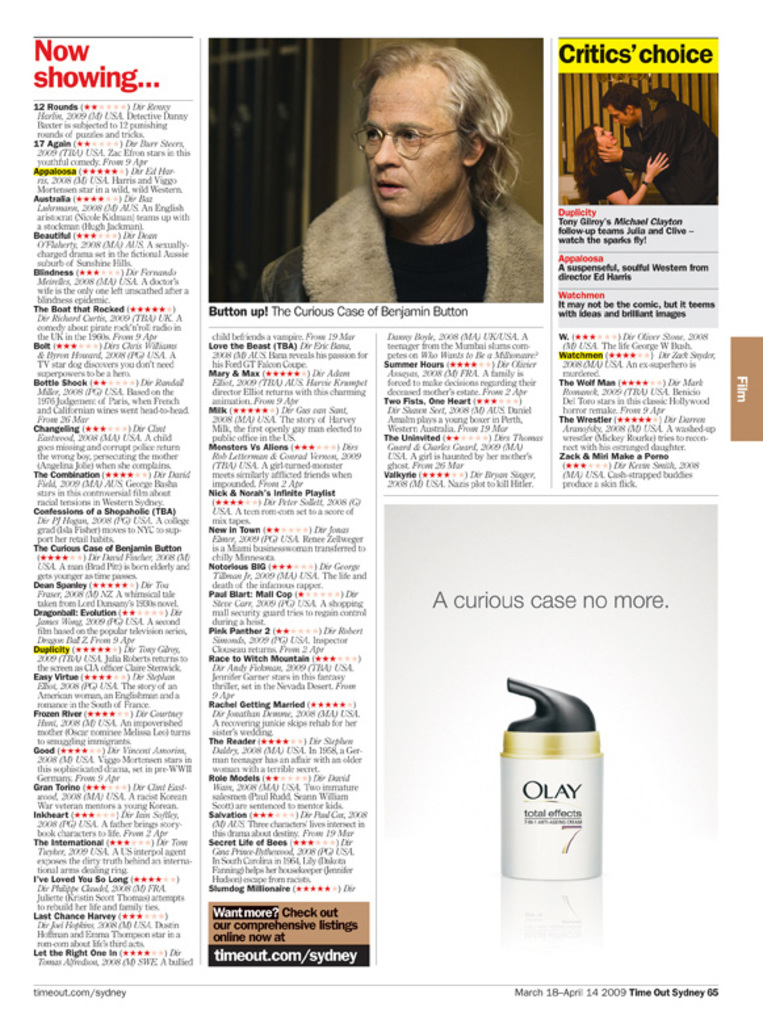 Now
showing...
12 Rounds (★★★★★★) Dir Renny
Harlin, 2009 (M) USA. Detective Danny
Baxter is subjected to 12 punishing
rounds of puzzles and tricks.
17 Again (★★★★★★) Dir Burr Steers,
2009 (TBA) USA. Zac Efron stars in this
youthful comedy. From 9 Apr
Appaloosa (★★★★★★) Dir Ed Har-
ris, 2008 (M) USA. Harris and Viggo
Mortensen star in a wild, wild Western.
Australia (★★★★★★) Dir Baz
Luhrmann, 2008 (M) AUS. An English
aristocrat (Nicole Kidman) teams up with
a stockman (Hugh Jackman).
Beautiful (★★★★★★) Dir Dean
O'Flaherty, 2008 (MA) AUS. A sexually-
charged drama set in the fictional Aussie
suburb of Sunshine Hills.
Blindness (★★★★★★) Dir Fernando
Meirelles, 2008 (MA) USA. A doctor's
wife is the only one left unscathed after a
blindness epidemic.
The Boat that Rocked (★★★★★★)
Dir Richard Curtis, 2009 (TBA) UK. A
comedy about pirate rock'n'roll radio in
the UK in the 1960s. From 9 Apr
Bolt (★★★★★★) Dirs Chris Williams
& Byron Howard, 2008 (PG) USA. A
TV star dog discovers you don't need
superpowers to be a hero.
Bottle Shock (★★★★★★) Dir Randall
Miller, 2008 (PG) USA. Based on the
1976 Judgement of Paris, when French
and Californian wines went head-to-head.
From 26 Mar
Changeling (★★★★★★) Dir Clint
Eastwood, 2008 (MA) USA. A child
goes missing and corrupt police return
the wrong boy, persecuting the mother
(Angelina Jolie) when she complains.
The Combination (★★★★★★) Dir David
Field, 2009 (MA) AUS. George Basha
stars in this controversial film about
racial tensions in Western Sydney.
Confessions of a Shopaholic (TBA)
Dir PJ Hogan, 2009 (PG) USA. A college
grad (Isla Fisher) moves to NYC to sup-
port her retail habits.
The Curious Case of Benjamin Button
(★★★★★★) Dir David Fincher, 2008 (M)
USA. A man (Brad Pitt) is born elderly and
gets younger as time passes.
Dean Spanley (★★★★★★) Dir Toa
Fraser, 2008 (M) NZ. A whimsical tale
taken from Lord Dunsany's 1930s novel.
Dragonball: Evolution (★★★★★★) Dir
James Wong, 2009 (PG) USA. A second
film based on the popular television series,
Dragon Ball Z. From 9 Apr
Duplicity (★★★★★★) Dir Tony Gilroy,
2009 (TBA) USA. Julia Roberts returns to
the screen as CIA officer Claire Stenwick.
Easy Virtue (★★★★★★) Dir Stephan
Elliot, 2008 (PG) USA. The story of an
American woman, an Englishman and a
romance in the South of France.
Frozen River (★★★★★★) Dir Courtney
Hunt, 2008 (M) USA. An impoverished
mother (Oscar nominee Melissa Leo) turns
to smuggling immigrants.
Good (★★★★★★) Dir Vincent Amorim,
2008 (M) USA. Viggo Mortensen stars in
this sophisticated drama, set in pre-WWII
Germany. From 9 Apr
Gran Torino (★★★★★★) Dir Clint East-
wood, 2008 (MA) USA. A racist Korean
War veteran mentors a young Korean.
Inkheart (★★★★★★) Dir Iain Softley,
2008 (PG) USA. A father brings story-
book characters to life. From 2 Apr
The International (★★★★★★) Dir Tom
Twyker, 2009 USA. A US interpol agent
exposes the dirty truth behind an interna-
tional arms dealing ring.
I've Loved You So Long (★★★★★★)
Dir Philippe Claudel, 2008 (M) FRA.
Juliette (Kristin Scott Thomas) attempts
to rebuild her life and family ties.
Last Chance Harvey (★★★★★★)
Dir Joel Hopkins, 2008 (M) USA. Dustin
Hoffman and Emma Thompson star in a
rom-com about life's third acts.
Let the Right One In (★★★★★★) Dir
Tomas Alfredson, 2008 (M) SWE. A bullied
Button up! The Curious Case of Benjamin Button
child befriends a vampire. From 19 Mar
Love the Beast (TBA) Dir Eric Bana,
2008 (M) AUS. Bana reveals his passion for
his Ford GT Falcon Coupe.
Mary & Max (★★★★★★) Dir Adam
Elliot, 2009 (TBA) AUS. Harvie Krumpet
director Elliot returns with this charming
animation. From 9 Apr
Milk (★★★★★★) Dir Gus van Sant,
2008 (MA) USA. The story of Harvey
Milk, the first openly gay man elected to
public office in the US.
Monsters Vs Aliens (★★★★★★) Dirs
Rob Letterman & Conrad Vernon, 2009
(TBA) USA. A girl-turned-monster
meets similarly afflicted friends when
impounded. From 2 Apr
Nick & Norah's Infinite Playlist
(★★★★★★) Dir Peter Sollett, 2008 (G)
USA. A teen rom-com set to a score of
mix tapes.
New in Town (★★★★★★) Dir Jonas
Elmer, 2009 (PG) USA. Renee Zellweger
is a Miami businesswoman transferred to
chilly Minnesota.
Notorious BIG (★★★★★★) Dir George
Tillman Jr, 2009 (MA) USA. The life and
death of the infamous rapper.
Paul Blart: Mall Cop (★★★★★★) Dir
Steve Carr, 2009 (PG) USA. A shopping
mall security guard tries to regain control
during a heist.
Pink Panther 2 (★★★★★★) Dir Robert
Simonds, 2009 (PG) USA. Inspector
Clouseau returns. From 2 Apr
Race to Witch Mountain (★★★★★★)
Dir Andy Fickman, 2009 (TBA) USA.
Jennifer Garner stars in this fantasy
thriller, set in the Nevada Desert. From
9 Apr
Rachel Getting Married (★★★★★★)
Dir Jonathan Demme, 2008 (MA) USA.
A recovering junkie skips rehab for her
sister's wedding.
The Reader (★★★★★★) Dir Stephen
Daldry, 2008 (MA) USA. In 1958, a Ger-
man teenager has an affair with an older
woman with a terrible secret.
Role Models (★★★★★★) Dir David
Wain, 2008 (MA) USA. Two immature
salesmen (Paul Rudd, Seann William
Scott) are sentenced to mentor kids.
Salvation (★★★★★★) Dir Paul Cox, 2008
(M) AUS. Three characters' lives intersect in
this drama about destiny. From 19 Mar
Secret Life of Bees (★★★★★★) Dir
Gina Prince-Bythewood, 2008 (PG) USA.
In South Carolina in 1964, Lily (Dakota
Fanning) helps her housekeeper (Jennifer
Hudson) escape from racists.
Slumdog Millionaire (★★★★★★) Dir
Want more? Check out
our comprehensive listings
online now at
timeout.com/sydney
Danny Boyle, 2008 (MA) UK/USA. A
teenager from the Mumbai slums com-
petes on Who Wants to Be a Millionaire?
Summer Hours (★★★★★★) Dir Olivier
Assayas, 2008 (M) FRA. A family is
forced to make decisions regarding their
deceased mother's estate. From 2 Apr
Two Fists, One Heart (★★★★★★)
Dir Shawn Seet, 2008 (M) AUS. Daniel
Amalm plays a young boxer in Perth,
Western Australia. From 19 Mar
The Uninvited (★★★★★★) Dirs Thomas
Guard & Charles Guard, 2009 (MA)
USA. A girl is haunted by her mother's
ghost. From 26 Mar
Valkyrie (★★★★★★) Dir Bryan Singer,
2008 (M) USA. Nazis plot to kill Hitler.
Critics' choice
Duplicity
Tony Gilroy's Michael Clayton
follow-up teams Julia and Clive –
watch the sparks fly!
Appaloosa
A suspenseful, soulful Western from
director Ed Harris
Watchmen
It may not be the comic, but it teems
with ideas and brilliant images
W. (★★★★★★) Dir Oliver Stone, 2008
(M) USA. The life George W Bush.
Watchmen (★★★★★★) Dir Zack Snyder,
2008 (MA) USA. An ex-superhero is
murdered.
The Wolf Man (★★★★★★) Dir Mark
Romanek, 2009 (TBA) USA. Benicio
Del Toro stars in this classic Hollywood
horror remake. From 9 Apr
The Wrestler (★★★★★★) Dir Darren
Aronofsky, 2008 (M) USA. A washed-up
wrestler (Mickey Rourke) tries to recon-
nect with his estranged daughter.
Zack & Miri Make a Porno
(★★★★★★) Dir Kevin Smith, 2008
(MA) USA. Cash-strapped buddies
produce a skin flick.
Film
A curious case no more.
OLAY
total effects
7-IN-1 ANTI-AGEING CREAM
7
timeout.com/sydney
March 18–April 14 2009 Time Out Sydney 65